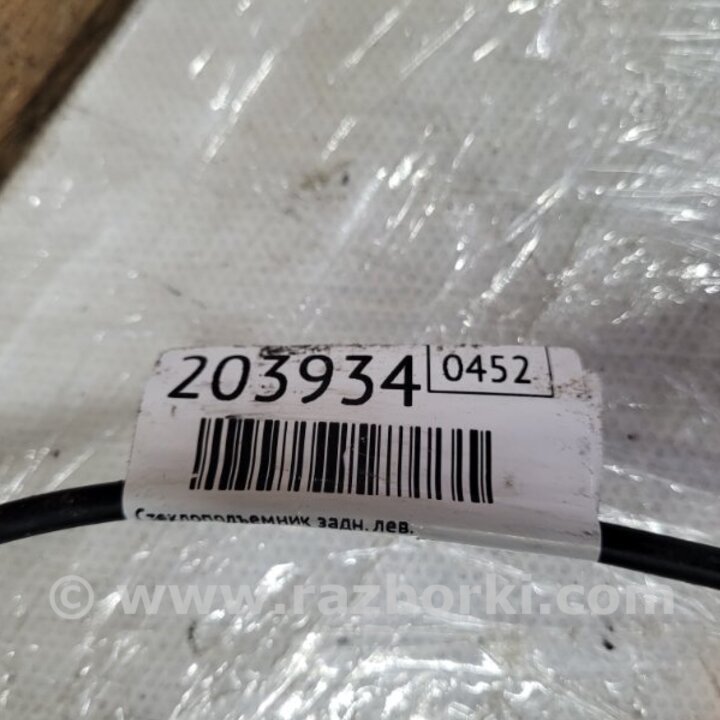 203934 0452
Стеклоподъемник задн. лев.
© www.razborki.com